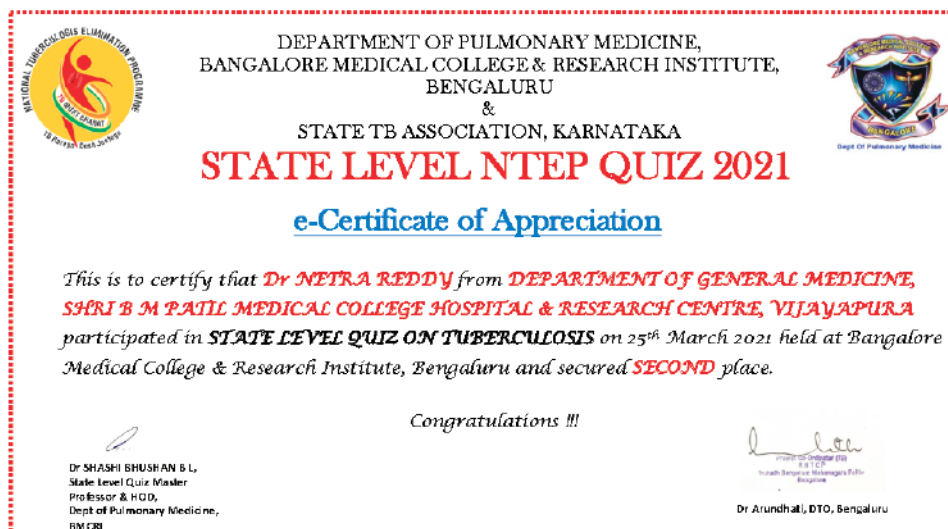 NATIONAL TUBERCULOSIS ELIMINATION PROGRAMME
TB Harega Desh Jeetega
DEPARTMENT OF PULMONARY MEDICINE,
BANGALORE MEDICAL COLLEGE & RESEARCH INSTITUTE,
BENGALURU
&
STATE TB ASSOCIATION, KARNATAKA
BANGALORE
Dept Of Pulmonary Medicine
STATE LEVEL NTEP QUIZ 2021
e-Certificate of Appreciation
This is to certify that Dr NETRA REDDY from DEPARTMENT OF GENERAL MEDICINE,
SHRI B M PATIL MEDICAL COLLEGE HOSPITAL & RESEARCH CENTRE, VIJAYAPURA
participated in STATE LEVEL QUIZ ON TUBERCULOSIS on 25th March 2021 held at Bangalore
Medical College & Research Institute, Bengaluru and secured SECOND place.
Congratulations !!!
Dr SHASHI BHUSHAN B L,
State Level Quiz Master
Professor & HOD,
Dept of Pulmonary Medicine,
BMCRI
Bangalore
Dr Arundhati, DTO, Bengaluru